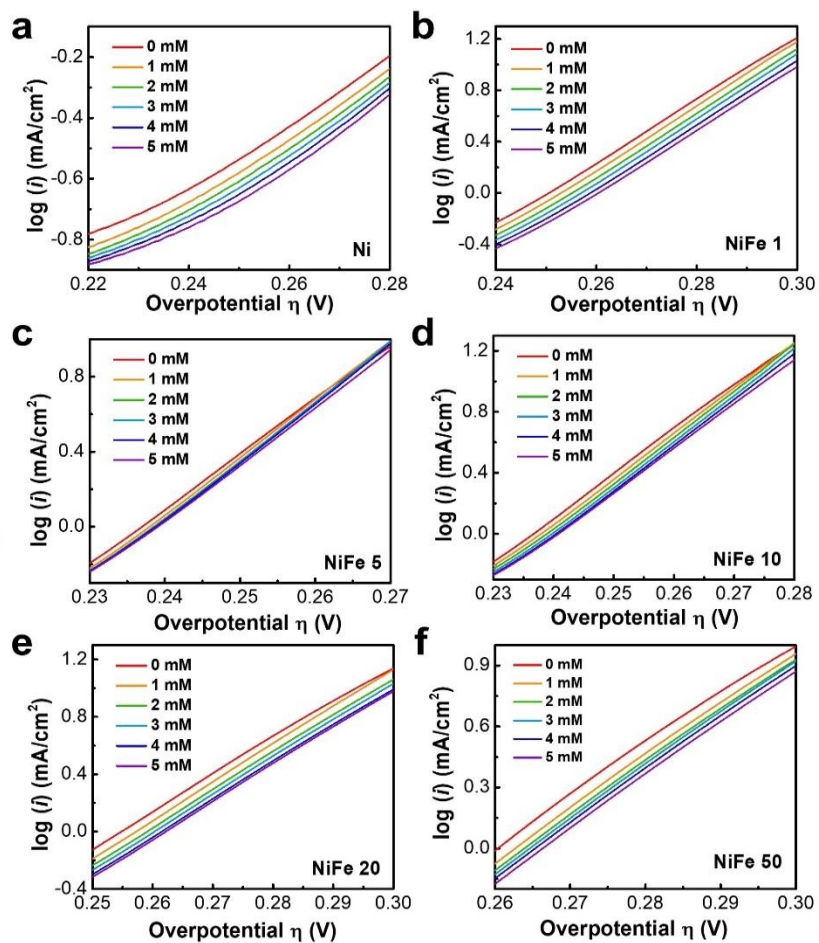 a
log (i) (mA/cm²)
-0.2
-0.4
-0.6
-0.8
0 mM
1 mM
2 mM
3 mM
4 mM
5 mM
Ni
0.22 0.24 0.26 0.28
Overpotential η (V)
b
log (i) (mA/cm²)
1.2
0.8
0.4
0.0
-0.4
0 mM
1 mM
2 mM
3 mM
4 mM
5 mM
NiFe 1
0.24 0.26 0.28 0.30
Overpotential η (V)
c
log (i) (mA/cm²)
0.8
0.4
0.0
0 mM
1 mM
2 mM
3 mM
4 mM
5 mM
NiFe 5
0.23 0.24 0.25 0.26 0.27
Overpotential η (V)
d
log (i) (mA/cm²)
1.2
0.8
0.4
0.0
0 mM
1 mM
2 mM
3 mM
4 mM
5 mM
NiFe 10
0.23 0.24 0.25 0.26 0.27 0.28
Overpotential η (V)
e
log (i) (mA/cm²)
1.2
0.8
0.4
0.0
-0.4
0 mM
1 mM
2 mM
3 mM
4 mM
5 mM
NiFe 20
0.25 0.26 0.27 0.28 0.29 0.30
Overpotential η (V)
f
log (i) (mA/cm²)
0.9
0.6
0.3
0.0
0 mM
1 mM
2 mM
3 mM
4 mM
5 mM
NiFe 50
0.26 0.27 0.28 0.29 0.30
Overpotential η (V)